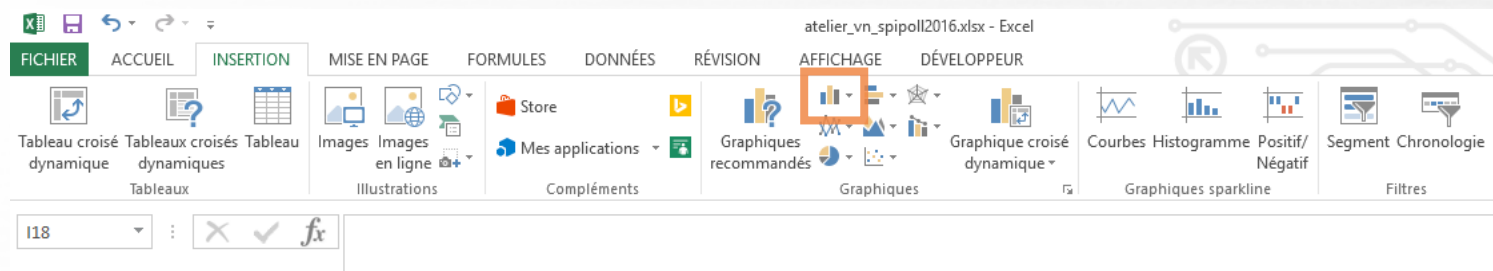 atelier_vn_spipoll2016.xlsx - Excel
FICHIER ACCUEIL INSERTION MISE EN PAGE FORMULES DONNÉES RÉVISION AFFICHAGE DÉVELOPPEUR
Tableau croisé dynamique
Tableaux croisés dynamiques
Tableau
Tableaux
Images
Images en ligne
Illustrations
Store
Mes applications
Compléments
Graphiques recommandés
Graphique croisé dynamique
Graphiques
Courbes
Histogramme
Positif/ Négatif
Graphiques sparkline
Segment
Chronologie
Filtres
I18
fx